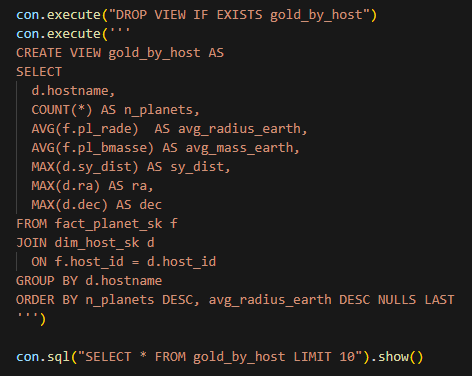 con.execute("DROP VIEW IF EXISTS gold_by_host")
con.execute('''
CREATE VIEW gold_by_host AS
SELECT
  d.hostname,
  COUNT(*) AS n_planets,
  AVG(f.pl_rade)  AS avg_radius_earth,
  AVG(f.pl_bmasse) AS avg_mass_earth,
  MAX(d.sy_dist) AS sy_dist,
  MAX(d.ra) AS ra,
  MAX(d.dec) AS dec
FROM fact_planet_sk f
JOIN dim_host_sk d
  ON f.host_id = d.host_id
GROUP BY d.hostname
ORDER BY n_planets DESC, avg_radius_earth DESC NULLS LAST
''')
con.sql("SELECT * FROM gold_by_host LIMIT 10").show()